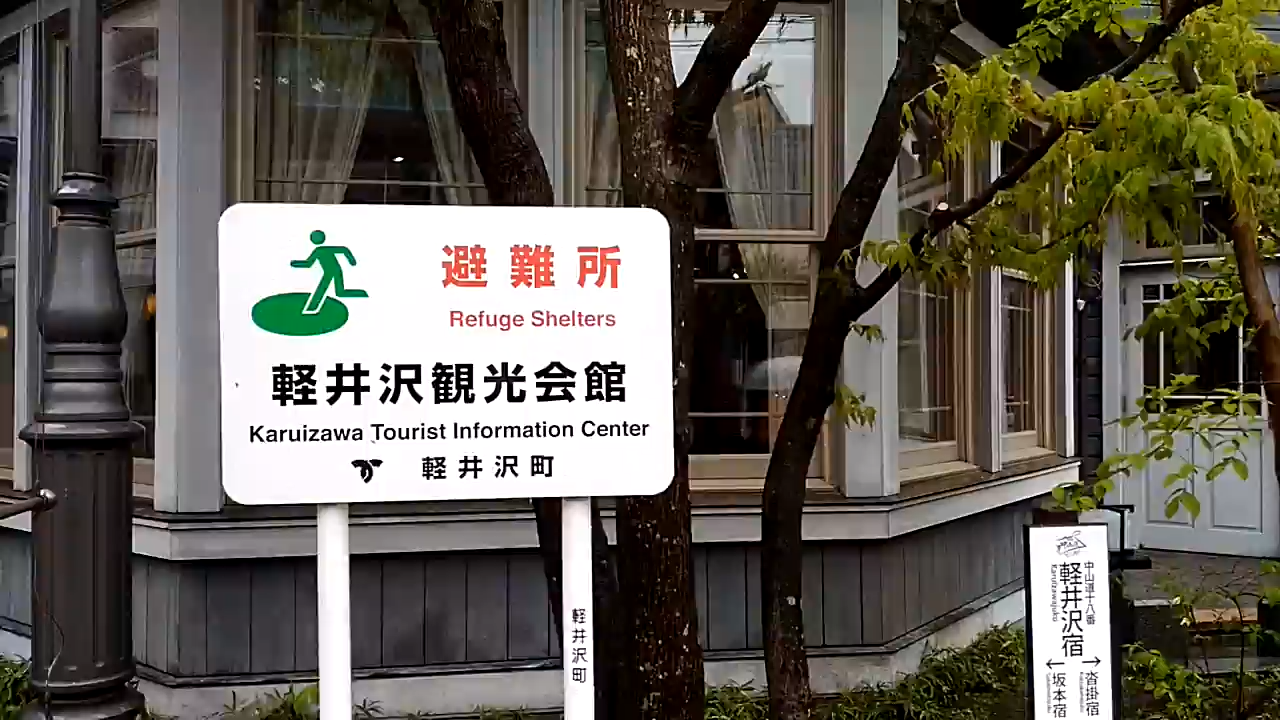 避難所
Refuge Shelters
軽井沢観光会館
Karuizawa Tourist Information Center
軽井沢町
軽井沢町
中山道十八番
軽井沢宿
Karuizawajuku
→
沓掛宿
←
坂本宿